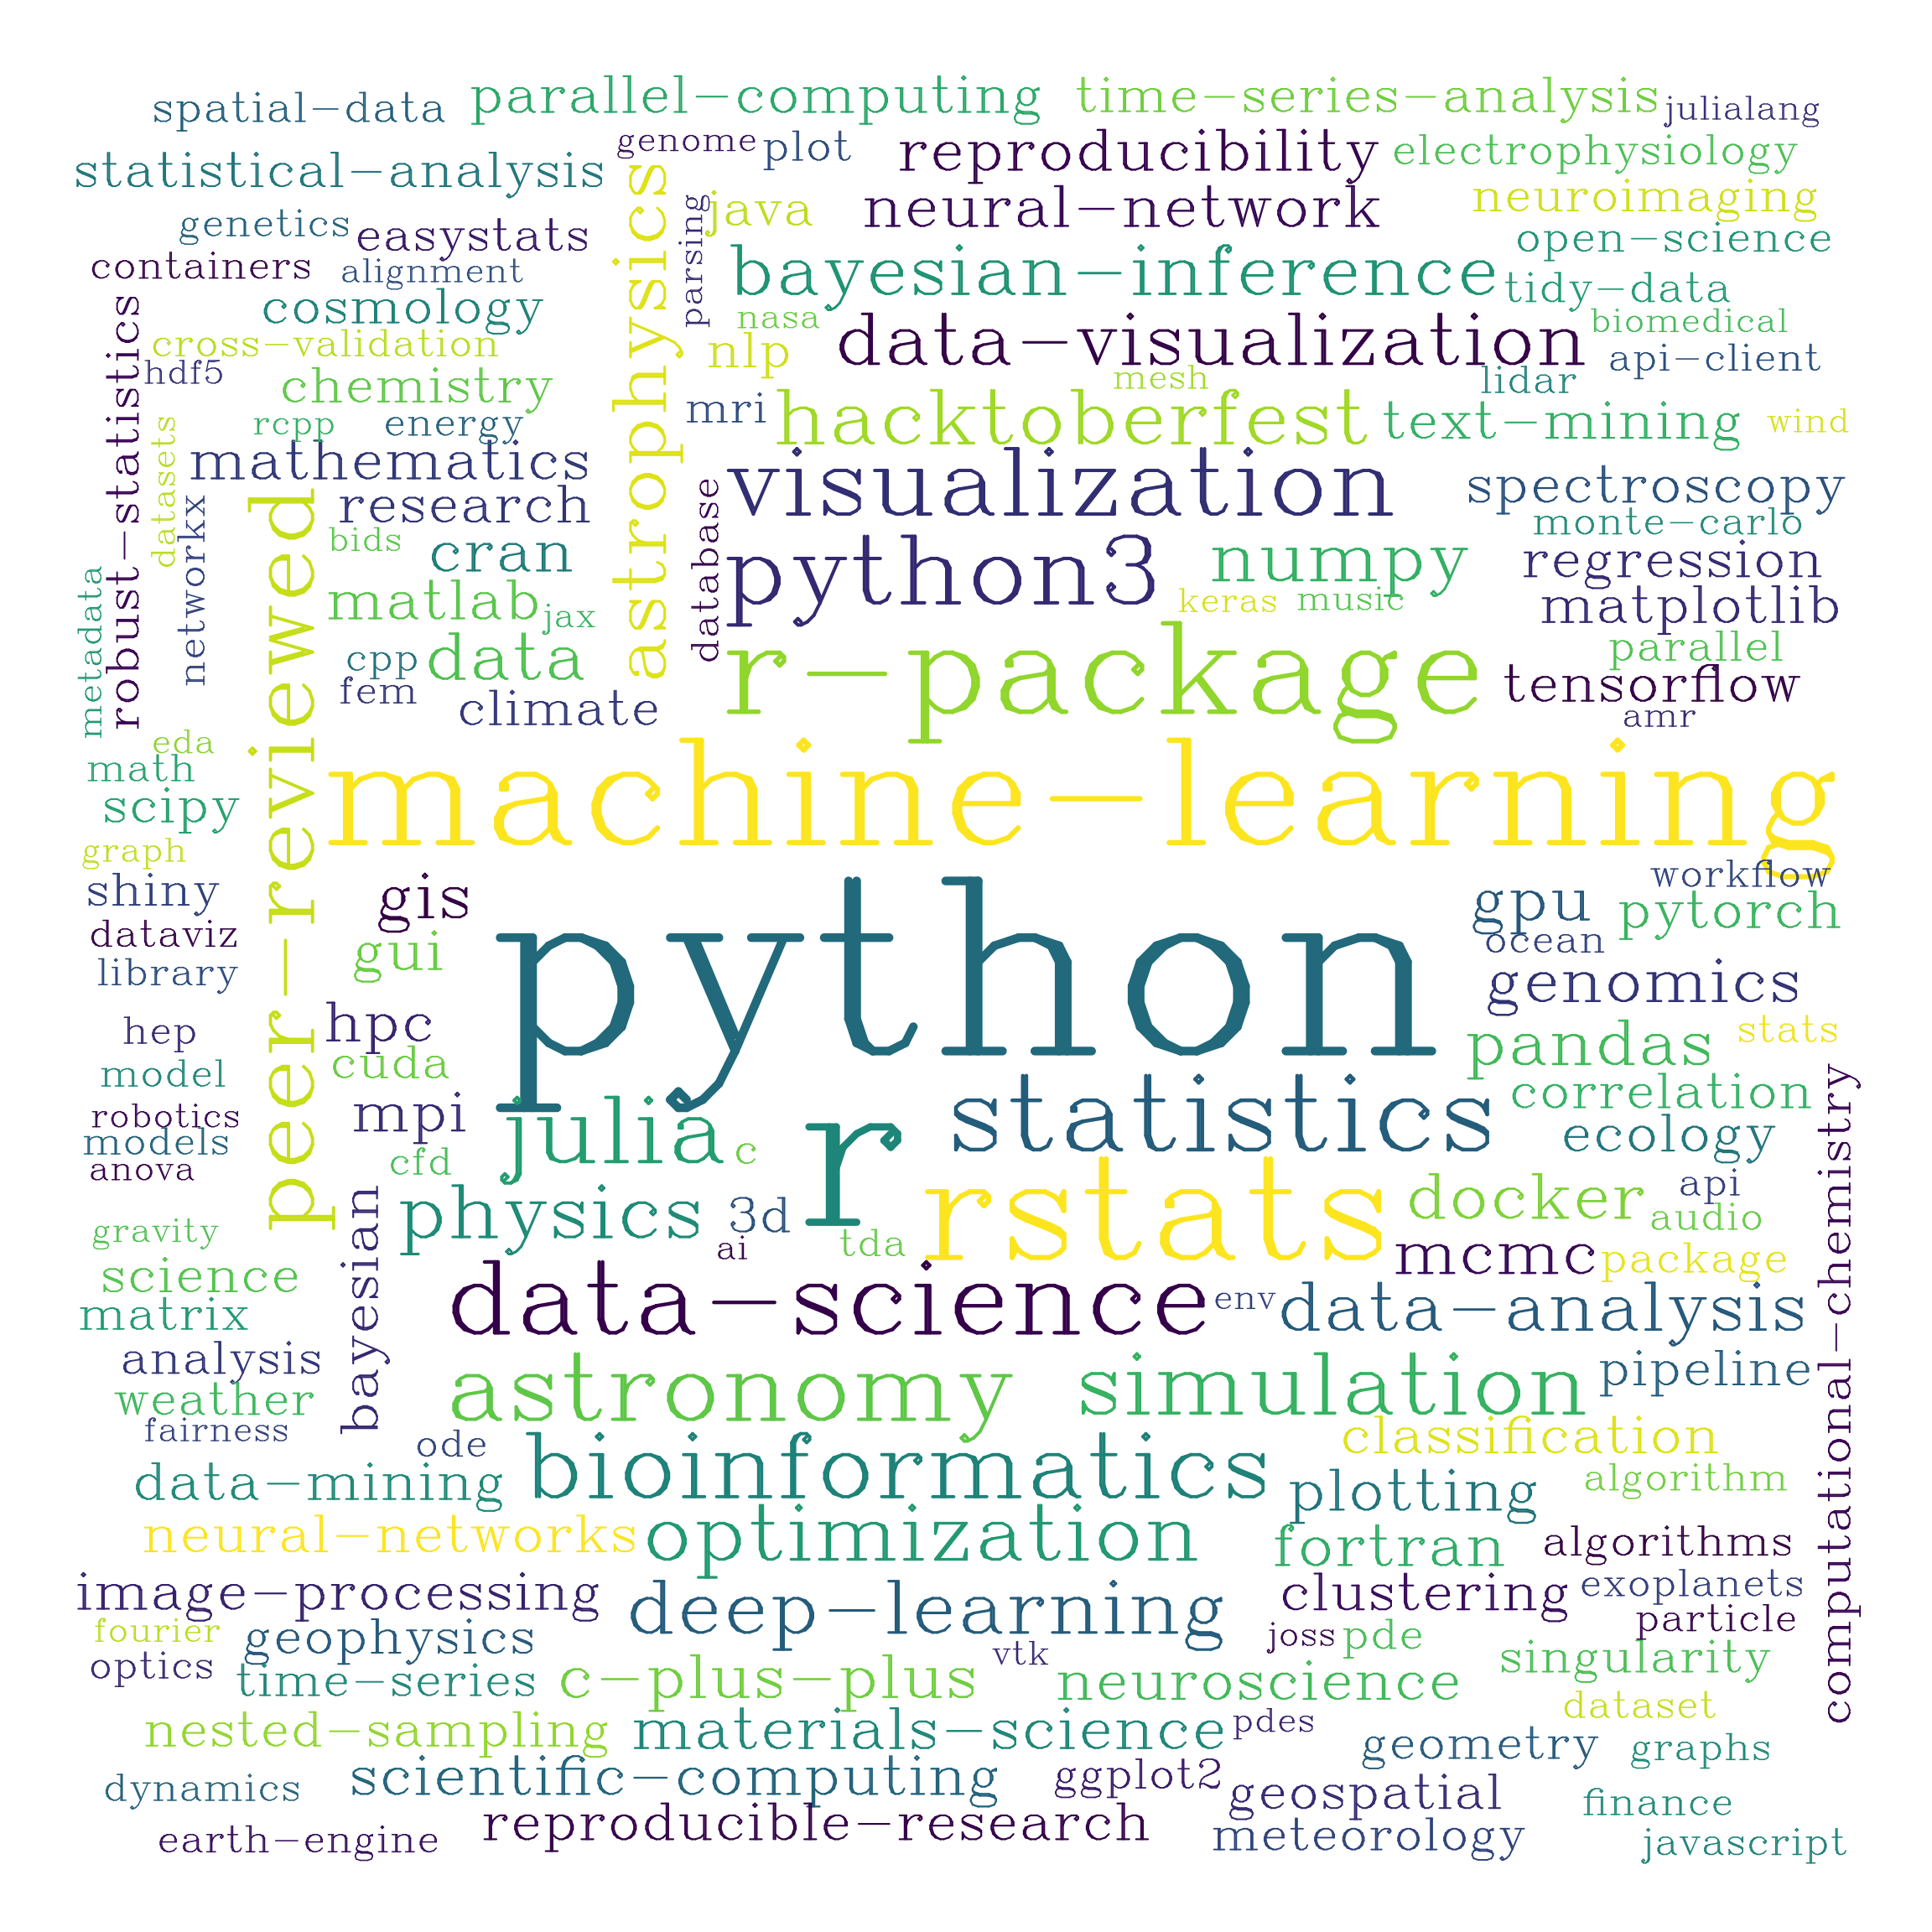 spatial-data
parallel-computing
time-series-analysis
julialang
genome
plot
reproducibility
electrophysiology
statistical-analysis
astrophysics
java
neural-network
neuroimaging
genetics
easystats
parsing
open-science
containers
alignment
bayesian-inference
tidy-data
cosmology
nasa
data-visualization
biomedical
robust-statistics
cross-validation
nlp
api-client
hdf5
chemistry
mesh
lidar
mri
hacktoberfest
text-mining
wind
rcpp
energy
datasets
mathematics
visualization
spectroscopy
networkx
research
database
monte-carlo
peer-reviewed
bids
cran
python3
numpy
regression
metadata
matlab
jax
keras
music
matplotlib
cpp
data
r-package
parallel
fem
climate
tensorflow
amr
eda
math
machine-learning
scipy
graph
workflow
shiny
gis
python
gpu
pytorch
dataviz
gui
ocean
library
genomics
hep
hpc
pandas
stats
model
cuda
statistics
correlation
computational-chemistry
robotics
mpi
julia
r
models
cfd
c
ecology
anova
rstats
bayesian
physics
3d
docker
api
gravity
ai
tda
audio
science
mcmc
package
matrix
data-science
env
data-analysis
analysis
astronomy
simulation
pipeline
weather
fairness
ode
classification
data-mining
bioinformatics
plotting
algorithm
neural-networks
optimization
fortran
algorithms
image-processing
deep-learning
clustering
exoplanets
fourier
geophysics
joss
pde
particle
optics
time-series
c-plus-plus
vtk
neuroscience
singularity
nested-sampling
materials-science
pdes
dataset
geometry
graphs
dynamics
scientific-computing
ggplot2
geospatial
finance
earth-engine
reproducible-research
meteorology
javascript